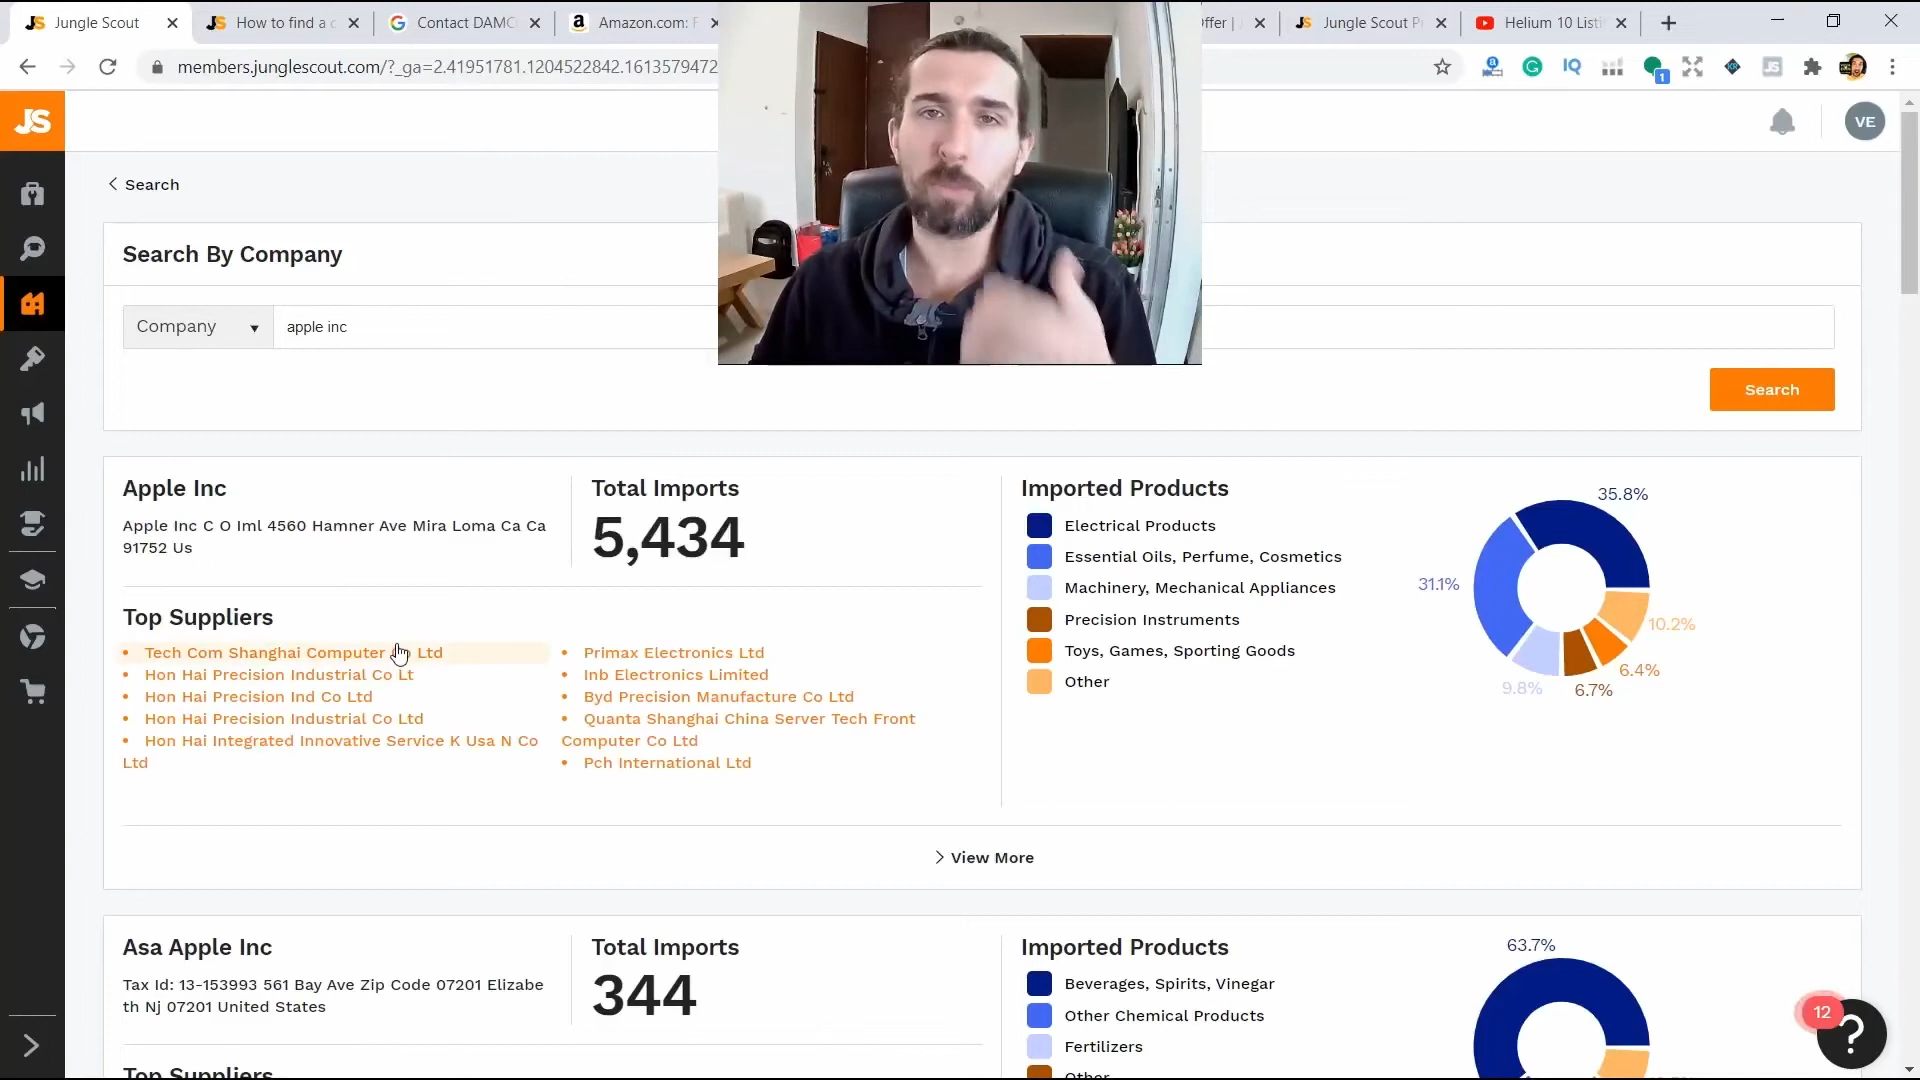 Jungle Scout
How to find a c
Contact DAMC
Amazon.com: F
ffer |
Jungle Scout P
Helium 10 Listi
members.junglescout.com/?_ga=2.41951781.1204522842.1613579472
1
JS
VE
Search
Search By Company
Company
apple inc
Search
Apple Inc
Apple Inc C O Iml 4560 Hamner Ave Mira Loma Ca Ca
91752 Us
Total Imports
5,434
Top Suppliers
Tech Com Shanghai Computer Ltd
Hon Hai Precision Industrial Co Lt
Hon Hai Precision Ind Co Ltd
Hon Hai Precision Industrial Co Ltd
Hon Hai Integrated Innovative Service K Usa N Co
Ltd
Primax Electronics Ltd
Inb Electronics Limited
Byd Precision Manufacture Co Ltd
Quanta Shanghai China Server Tech Front
Computer Co Ltd
Pch International Ltd
Imported Products
Electrical Products
Essential Oils, Perfume, Cosmetics
Machinery, Mechanical Appliances
Precision Instruments
Toys, Games, Sporting Goods
Other
35.8%
31.1%
10.2%
6.4%
9.8%
6.7%
View More
Asa Apple Inc
Tax Id: 13-153993 561 Bay Ave Zip Code 07201 Elizabe
th Nj 07201 United States
Total Imports
344
Top Suppliers
Imported Products
Beverages, Spirits, Vinegar
Other Chemical Products
Fertilizers
Other
63.7%
12
?